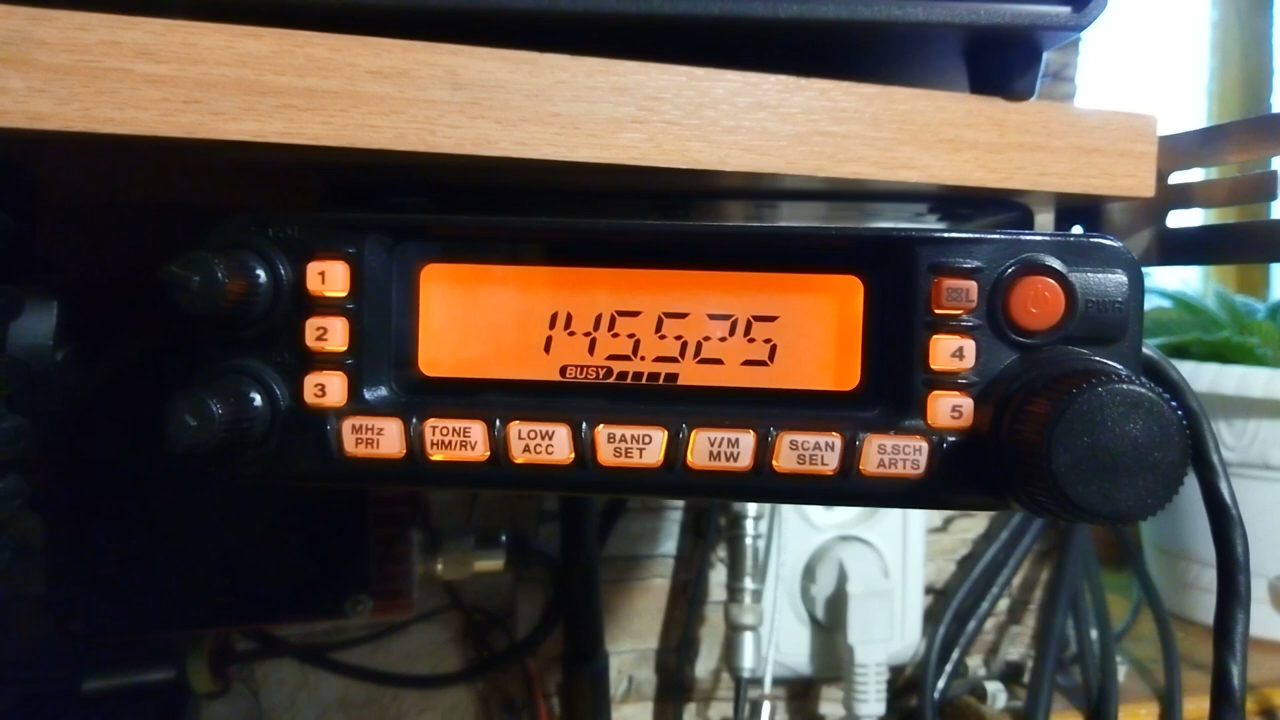 1
2
3
145.525
BUSY
L
PWR
4
5
MHz
PRI
TONE
HM/RV
LOW
ACC
BAND
SET
V/M
MW
SCAN
SEL
S.SCH
ARTS